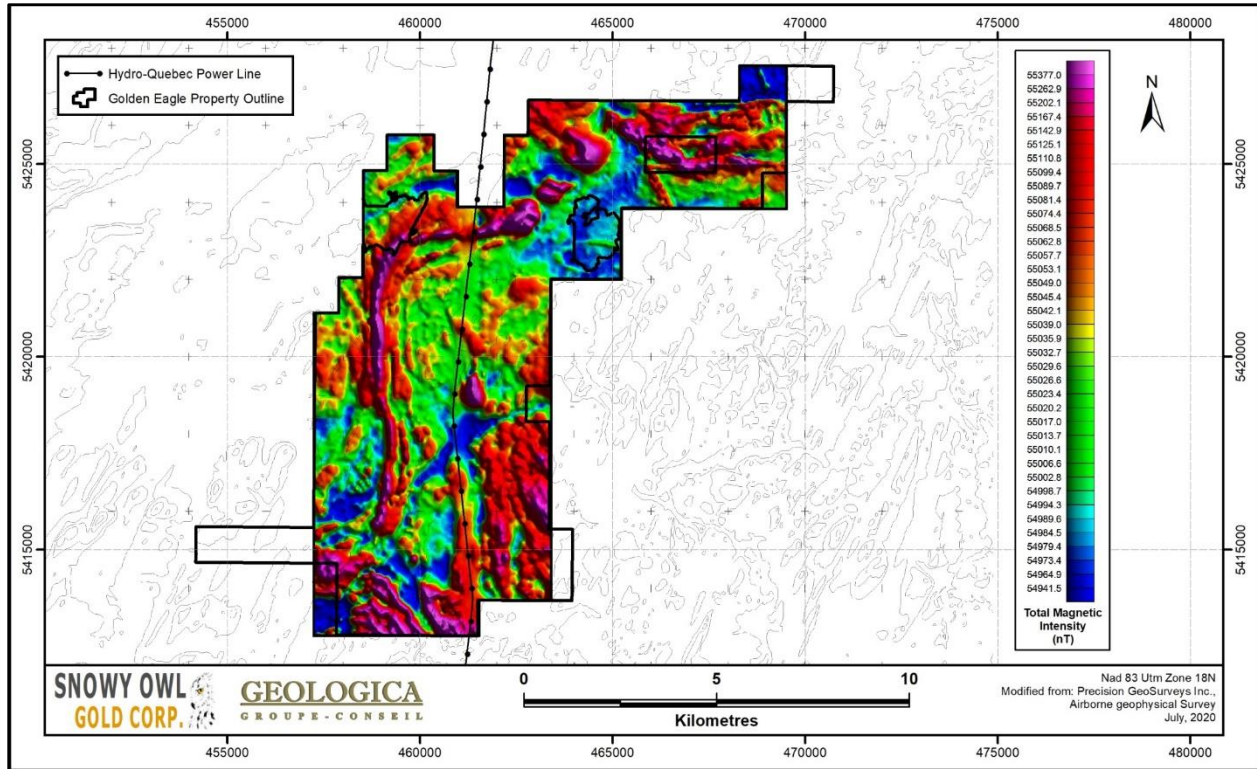 455000 460000 465000 470000 475000 480000
Hydro-Quebec Power Line
Golden Eagle Property Outline
N
5425000
5420000
5415000
5425000
5420000
5415000
55377.0
55262.9
55202.1
55167.4
55142.9
55125.1
55110.8
55099.4
55089.7
55081.4
55074.4
55068.5
55062.8
55057.7
55053.1
55049.0
55045.4
55042.1
55039.0
55035.9
55032.7
55029.6
55026.6
55023.4
55020.2
55017.0
55013.7
55010.1
55006.6
55002.8
54998.7
54994.3
54989.6
54984.5
54979.4
54973.4
54964.9
54941.5
Total Magnetic
Intensity
(nT)
SNOWY OWL
GOLD CORP.
GEOLOGICA
GROUPE-CONSEIL
0 5 10
Kilometres
Nad 83 Utm Zone 18N
Modified from: Precision GeoSurveys Inc.,
Airborne geophysical Survey
July, 2020
455000 460000 465000 470000 475000 480000